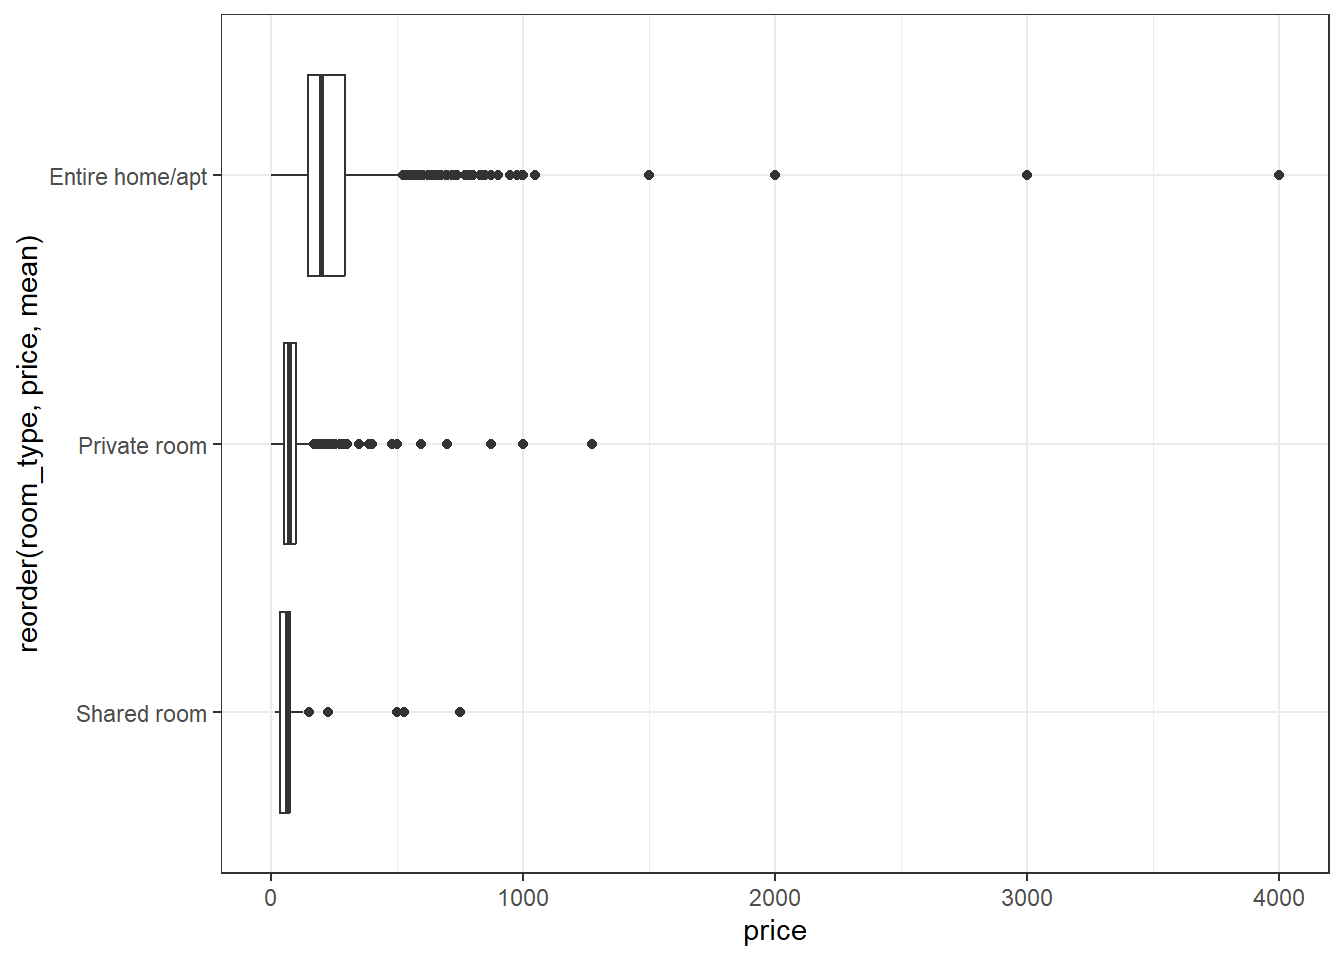 reorder(room_type, price, mean)
Entire home/apt
Private room
Shared room
0 1000 2000 3000 4000
price